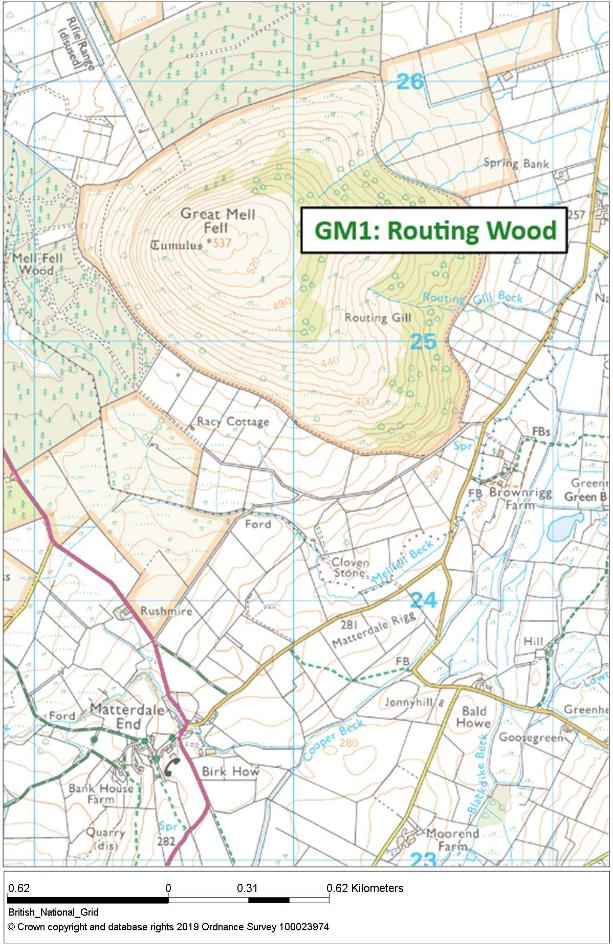 Rifle Range
(disused)
26
Spring Bank
Great Mell
Fell
Tumulus
537
520
GM1: Routing Wood
257
Mell Fell
Wood
490
Routing Gill Beck
Routing Gill
25
440
400
330
Racy Cottage
Spr
FBs
280
FB
Brownrigg
Farm
260
Green B
Ford
Cloven
Stone
Mellfell Beck
24
Rushmire
281
Matterdale Rigg
Hill
FB
Jennyhill
Bald
Howe
Greenhe
Goosegreen
Ford
Matterdale
End
Cooper Beck
280
Blackdike Beck
Birk How
Bank House
Farm
Quarry
(dis)
Spr
282
Moorend
Farm
23
0.62
0
0.31
0.62 Kilometers
British_National_Grid
© Crown copyright and database rights 2019 Ordnance Survey 100023974